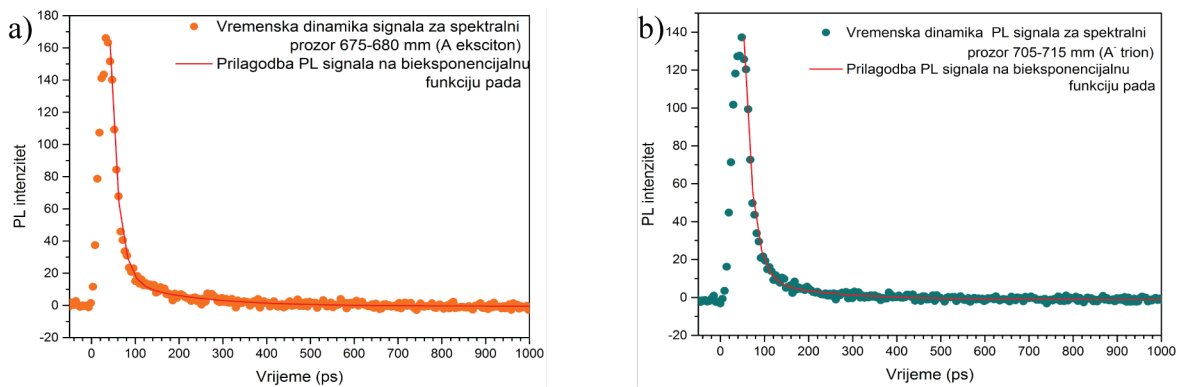 a)
Vremenska dinamika signala za spektralni
prozor 675-680 mm (A eksciton)
Prilagodba PL signala na bieksponencijalnu
funkciju pada
PL intenzitet
180
160
140
120
100
80
60
40
20
0
-20
0 100 200 300 400 500 600 700 800 900 1000
Vrijeme (ps)
b)
Vremenska dinamika PL signala za spektralni
prozor 705-715 mm (A⁻ trion)
Prilagodba PL signala na bieksponencijalnu
funkciju pada
PL intenzitet
140
120
100
80
60
40
20
0
-20
0 100 200 300 400 500 600 700 800 900 1000
Vrijeme (ps)